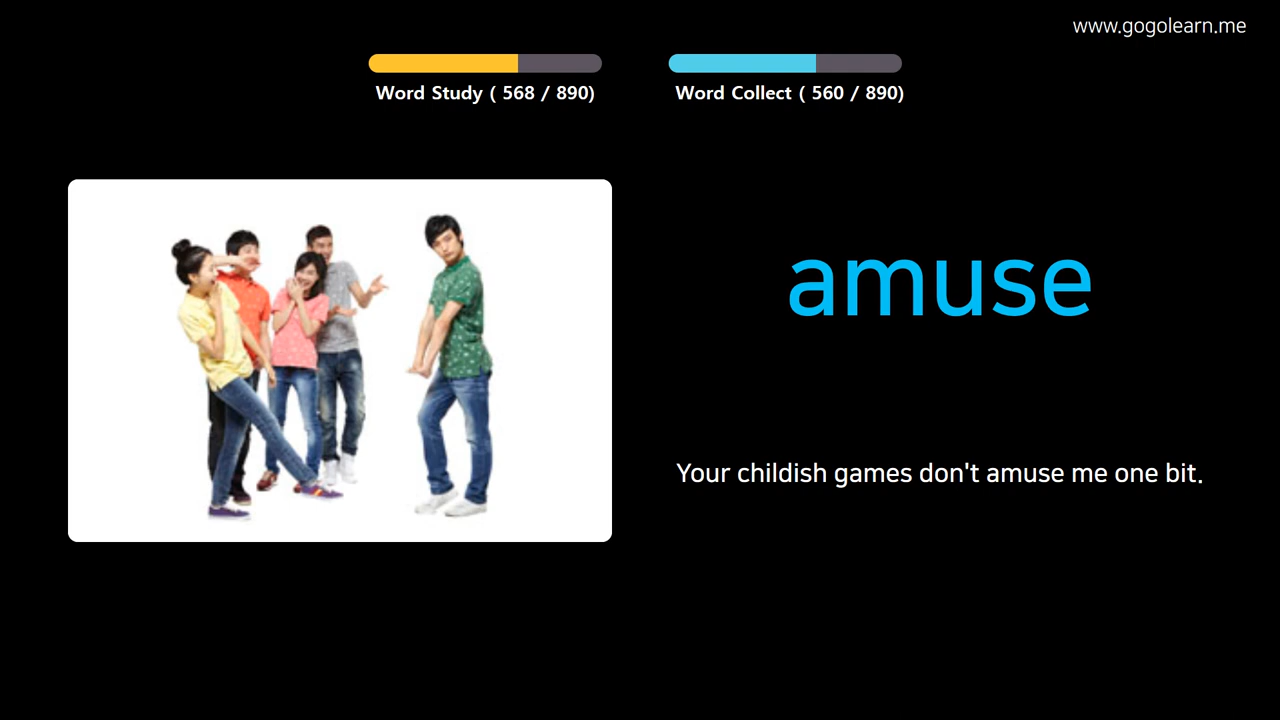 www.gogolearn.me
Word Study ( 568 / 890)
Word Collect ( 560 / 890)
amuse
Your childish games don't amuse me one bit.